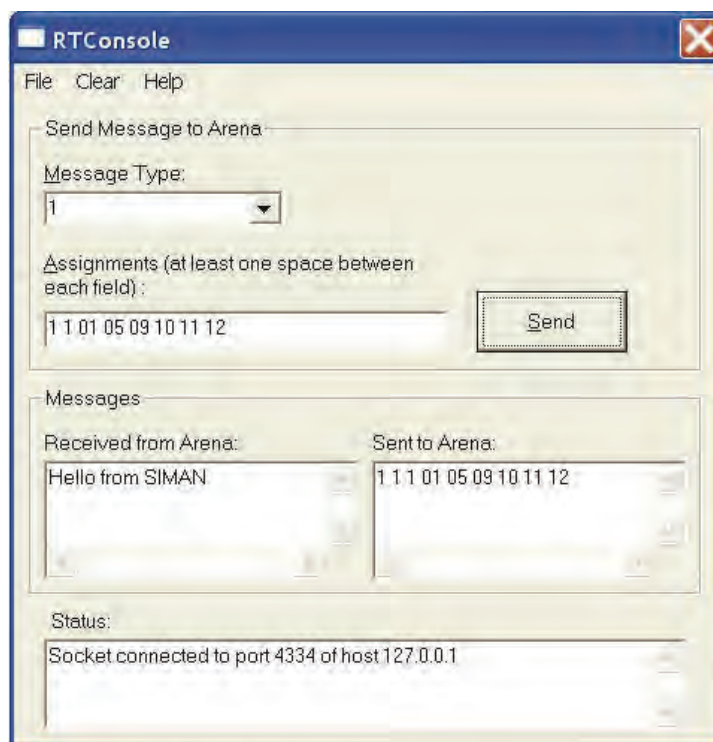 RTConsole
File Clear Help
Send Message to Arena
Message Type:
1
Assignments (at least one space between
each field) :
1 1 01 05 09 10 11 12
Send
Messages
Received from Arena:
Hello from SIMAN
Sent to Arena:
1 1 1 01 05 09 10 11 12
Status:
Socket connected to port 4334 of host 127.0.0.1